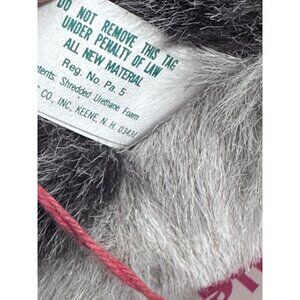 DO NOT REMOVE THIS TAG
UNDER PENALTY OF LAW
ALL NEW MATERIAL
Reg. No. Pa. 5
Shredded Urethane Foam
CO, INC, KEENE, N. H.